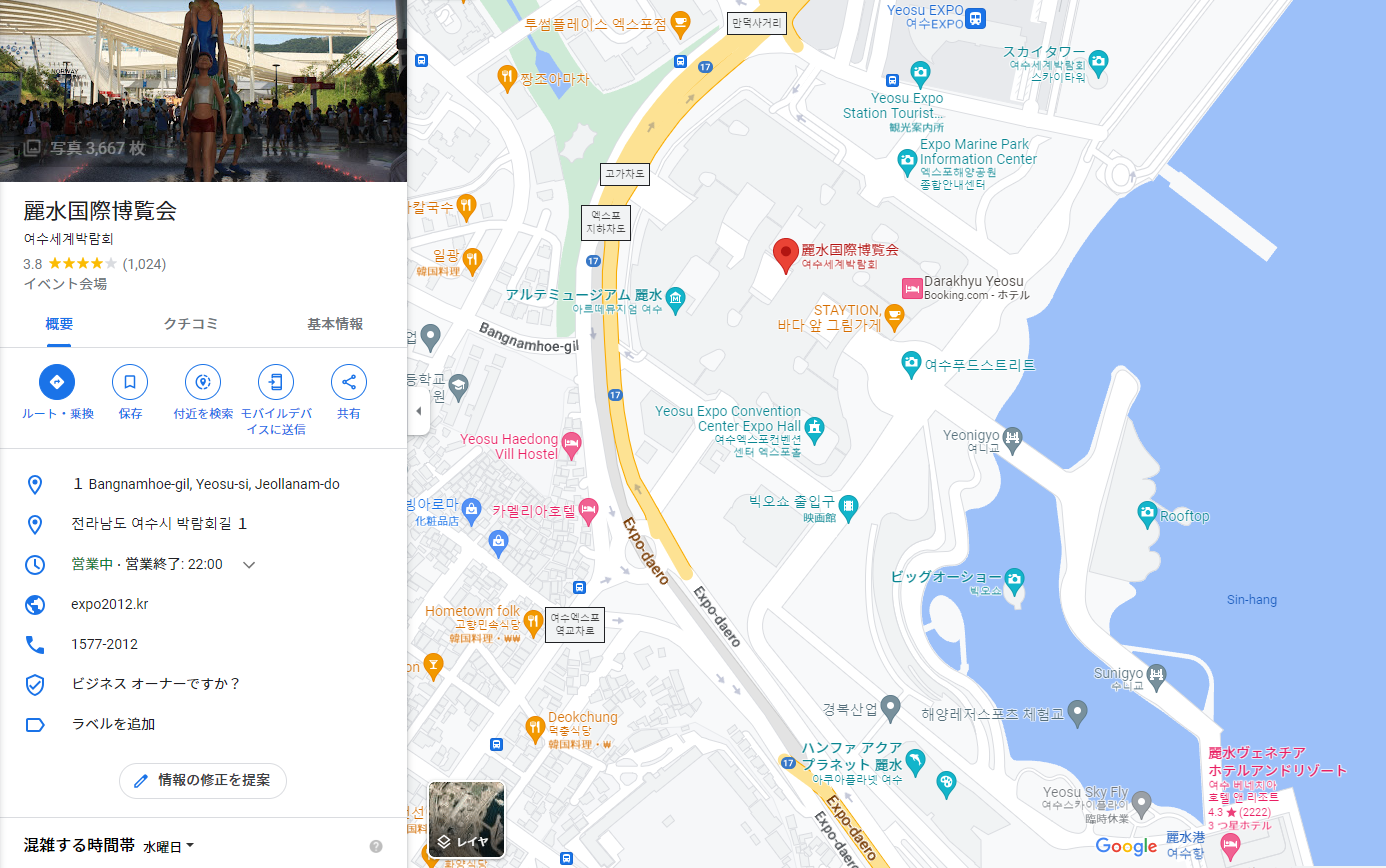 写真 3,667 枚
麗水国際博覧会
여수세계박람회
3.8 (1,024)
イベント会場
概要
クチコミ
基本情報
ルート・乗換
保存
付近を検索
モバイルデバ
イスに送信
共有
1 Bangnamhoe-gil, Yeosu-si, Jeollanam-do
전라남도 여수시 박람회길 1
営業中 · 営業終了: 22:00
expo2012.kr
1577-2012
ビジネス オーナーですか？
ラベルを追加
情報の修正を提案
混雑する時間帯 水曜日
투썸플레이스 엑스포점
만덕사거리
Yeosu EXPO
여수EXPO
スカイタワー
여수세계박람회
스카이타워
17
짱조아마차
Yeosu Expo
Station Tourist...
観光案内所
Expo Marine Park
Information Center
엑스포해양공원
종합안내센터
고가차도
칼국수
엑스포
지하차도
일광
韓国料理
17
麗水国際博覧会
여수세계박람회
Darakhyu Yeosu
Booking.com - ホテル
アルテミュージアム 麗水
아르떼뮤지엄 여수
STAYTION,
바다 앞 그림가게
Bangnamhoe-gil
업
여수푸드스트리트
등학교
원
17
Yeosu Expo Convention
Center Expo Hall
여수엑스포컨벤션
센터 엑스포홀
Yeosu Haedong
Vill Hostel
Yeonigyo
여니교
빙아로마
化粧品店
카멜리아호텔
빅오쇼 출입구
映画館
Rooftop
Expo-daero
ビッグオーショー
빅오쇼
Sin-hang
Expo-daero
Hometown folk
고향민속식당
韓国料理・₩₩
여수엑스포
역교차로
on
Sunigyo
수니교
경복산업
해양레저스포츠 체험교
Deokchung
덕충식당
韓国料理・₩
17
ハンファ アクア
プラネット 麗水
아쿠아플라넷 여수
麗水ヴェネチア
ホテルアンドリゾート
여수 베네치아
호텔 앤 리조트
4.3 ★ (2222)
3 つ星ホテル
Yeosu Sky Fly
여수스카이플라이
臨時休業
Expo-daero
Expo-daero
선
レイヤ
화양식당
Google
麗水港
여수항